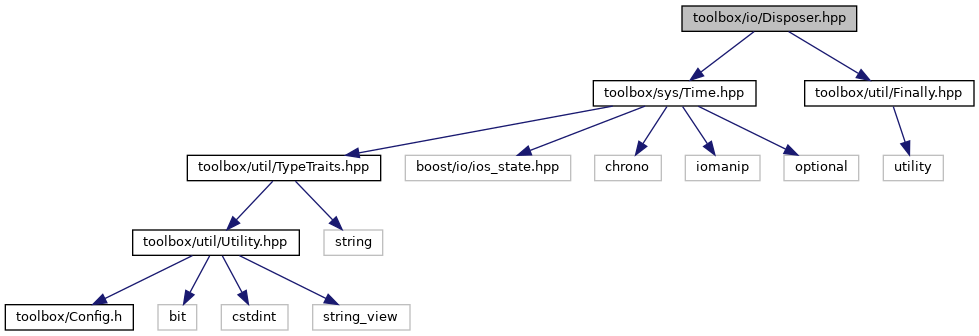 toolbox/io/Disposer.hpp
toolbox/sys/Time.hpp
toolbox/util/Finally.hpp
toolbox/util/TypeTraits.hpp
boost/io/ios_state.hpp
chrono
iomanip
optional
utility
toolbox/util/Utility.hpp
string
toolbox/Config.h
bit
cstdint
string_view